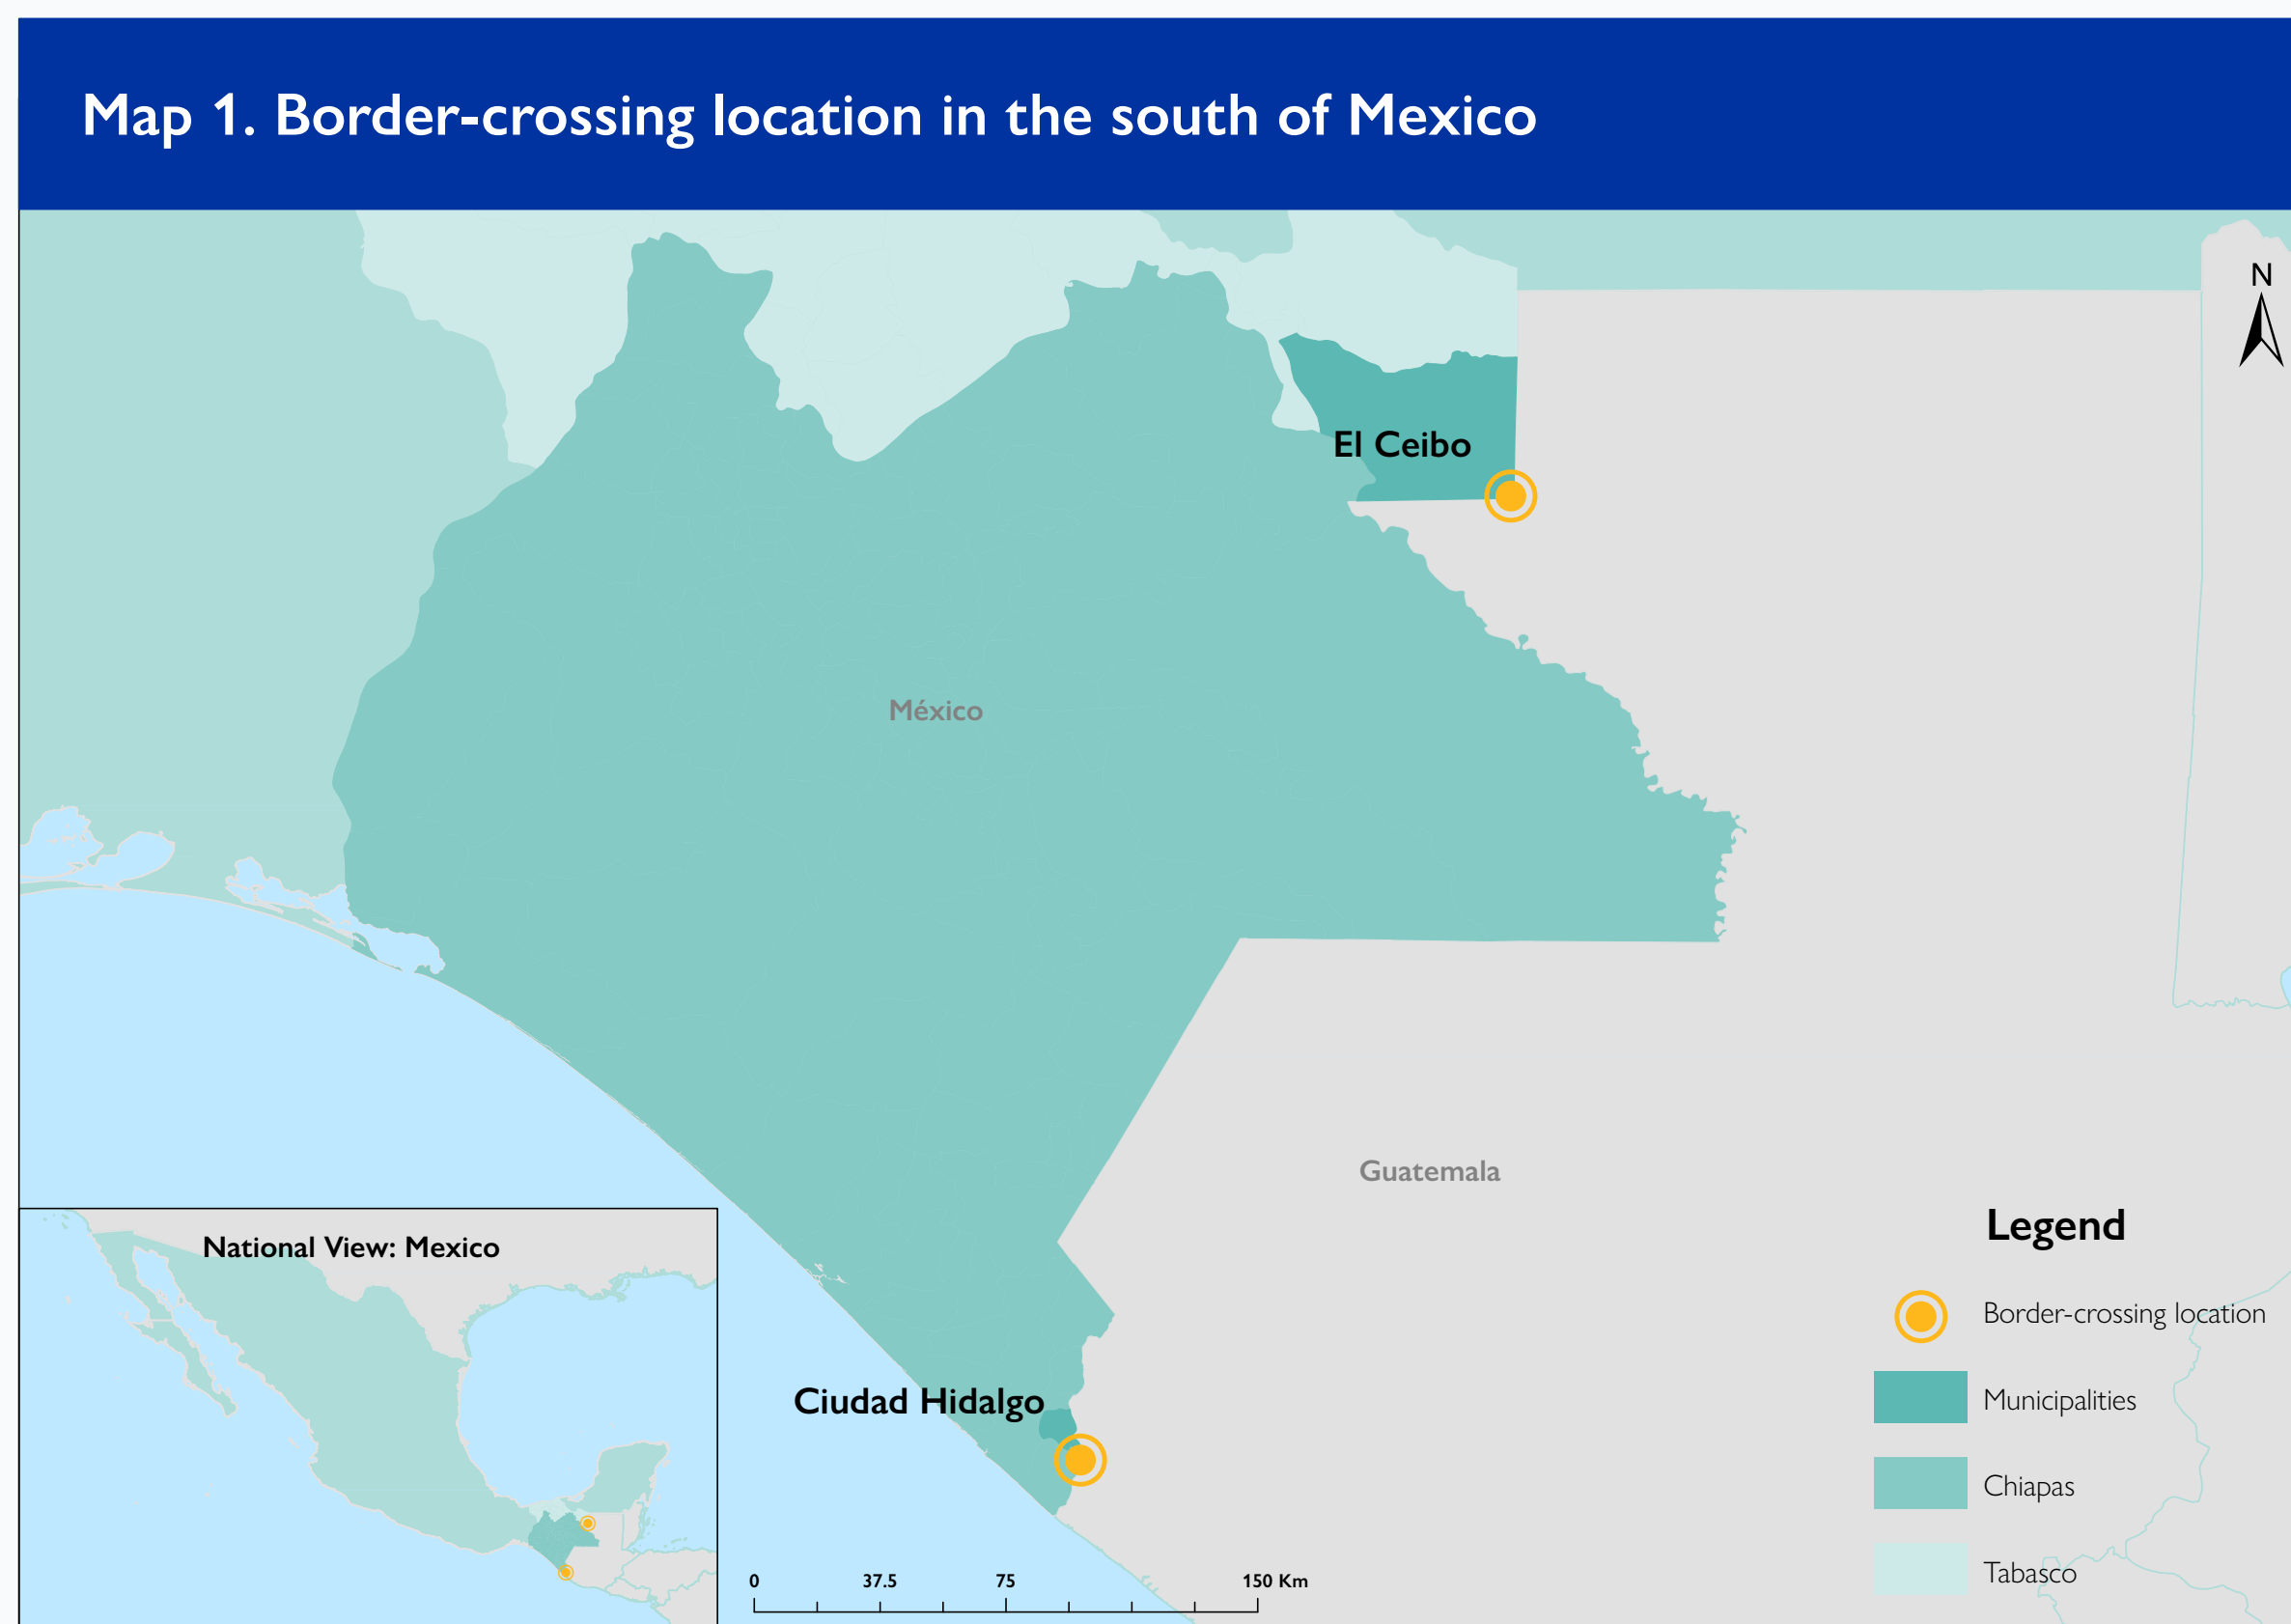 Map 1. Border-crossing location in the south of Mexico
N
El Ceibo
México
Guatemala
Ciudad Hidalgo
National View: Mexico
0 37.5 75 150 Km
Legend
Border-crossing location
Municipalities
Chiapas
Tabasco